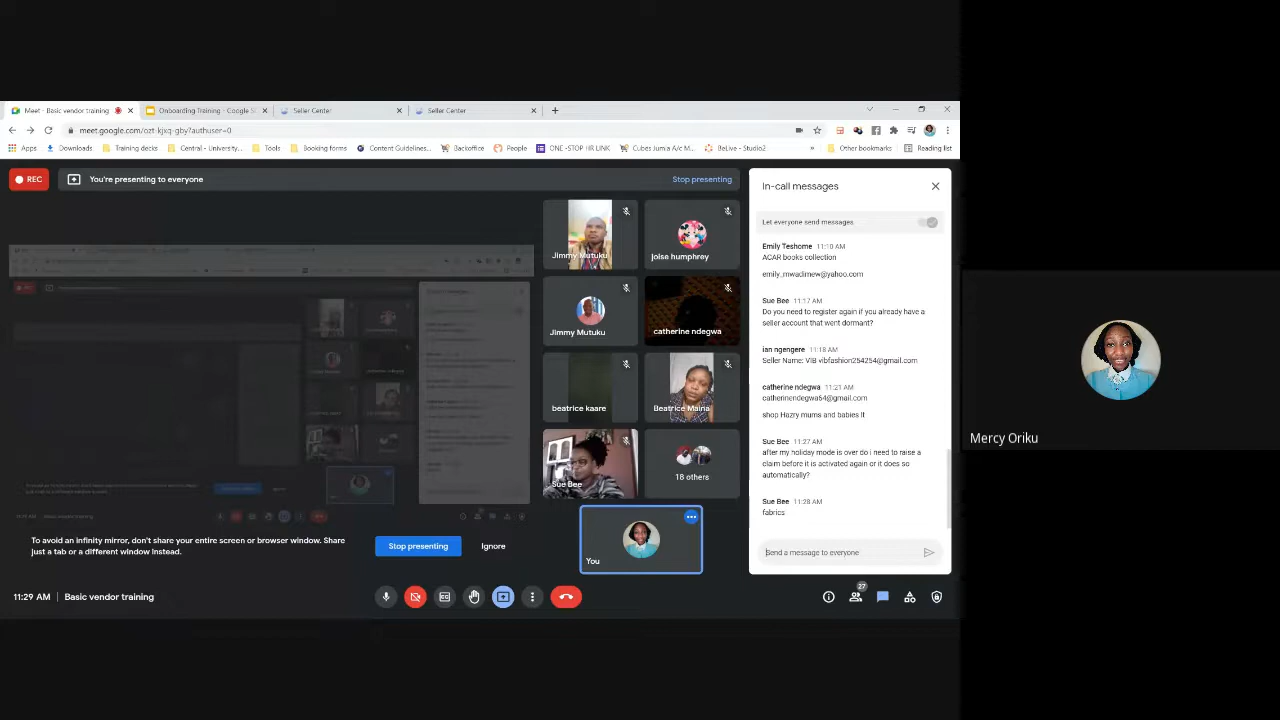 Meet - Basic vendor training
Onboarding Training - Google S
Seller Center
Seller Center
meet.google.com/ozt-kjxq-gby?authuser=0
Apps
Downloads
Training decks
Central - University...
Tools
Booking forms
Content Guidelines...
Backoffice
People
ONE -STOP HR LINK
Cubes Jumia A/c M...
BeLive - Studio2
»
Other bookmarks
Reading list
REC
You're presenting to everyone
Stop presenting
Jimmy Mutuku
joise humphrey
Jimmy Mutuku
catherine ndegwa
beatrice kaare
Beatrice Maina
Sue Bee
18 others
You
In-call messages
Let everyone send messages
Emily Teshome 11:10 AM
ACAR books collection
emily_mwadimew@yahoo.com
Sue Bee 11:17 AM
Do you need to register again if you already have a
seller account that went dormant?
ian ngengere 11:18 AM
Seller Name: VIB vibfashion254254@gmail.com
catherine ndegwa 11:21 AM
catherinendegwa64@gmail.com
shop Hazry mums and babies lt
Sue Bee 11:27 AM
after my holiday mode is over do i need to raise a
claim before it is activated again or it does so
automatically?
Sue Bee 11:28 AM
fabrics
Send a message to everyone
To avoid an infinity mirror, don't share your entire screen or browser window. Share
just a tab or a different window instead.
Stop presenting
Ignore
11:29 AM | Basic vendor training
27
Mercy Oriku